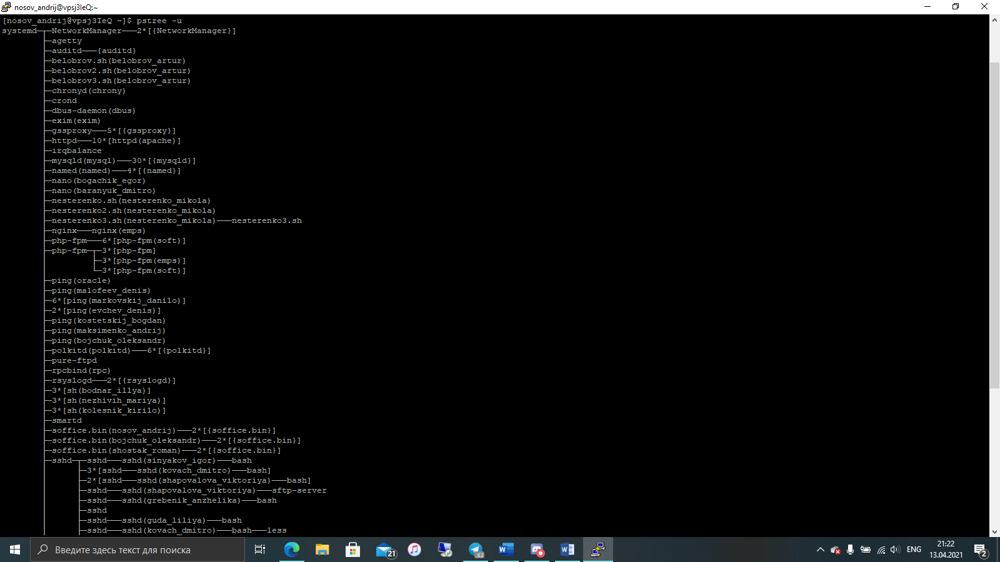 nosov_andrij@vpsj3IeQ:~
[nosov_andrij@vpsj3IeQ ~]$ pstree -u
systemd─┬─NetworkManager───2*[{NetworkManager}]
├─agetty
├─auditd───{auditd}
├─belobrov.sh(belobrov_artur)
├─belobrov2.sh(belobrov_artur)
├─belobrov3.sh(belobrov_artur)
├─chronyd(chrony)
├─crond
├─dbus-daemon(dbus)
├─exim(exim)
├─gssproxy───5*[{gssproxy}]
├─httpd───10*[httpd(apache)]
├─irqbalance
├─mysqld(mysql)───30*[{mysqld}]
├─named(named)───4*[{named}]
├─nano(bogachik_egor)
├─nano(baranyuk_dmitro)
├─nesterenko.sh(nesterenko_mikola)
├─nesterenko2.sh(nesterenko_mikola)
├─nesterenko3.sh(nesterenko_mikola)───nesterenko3.sh
├─nginx───nginx(emps)
├─php-fpm───6*[php-fpm(soft)]
├─php-fpm─┬─3*[php-fpm]
│         ├─3*[php-fpm(emps)]
│         └─3*[php-fpm(soft)]
├─ping(oracle)
├─ping(malofeev_denis)
├─6*[ping(markovskij_danilo)]
├─2*[ping(evchev_denis)]
├─ping(kostetskij_bogdan)
├─ping(maksimenko_andrij)
├─ping(bojchuk_oleksandr)
├─polkitd(polkitd)───6*[{polkitd}]
├─pure-ftpd
├─rpcbind(rpc)
├─rsyslogd───2*[{rsyslogd}]
├─3*[sh(bodnar_illya)]
├─3*[sh(nezhivih_mariya)]
├─3*[sh(kolesnik_kirilo)]
├─smartd
├─soffice.bin(nosov_andrij)───2*[{soffice.bin}]
├─soffice.bin(bojchuk_oleksandr)───2*[{soffice.bin}]
├─soffice.bin(shostak_roman)───2*[{soffice.bin}]
├─sshd─┬─sshd───sshd(sinyakov_igor)───bash
│      ├─3*[sshd───sshd(kovach_dmitro)───bash]
│      ├─2*[sshd───sshd(shapovalova_viktoriya)───bash]
│      ├─sshd───sshd(shapovalova_viktoriya)───sftp-server
│      ├─sshd───sshd(grebenik_anzhelika)───bash
│      ├─sshd
│      ├─sshd───sshd(guda_liliya)───bash
│      ├─sshd───sshd(kovach_dmitro)───bash───less
Введите здесь текст для поиска
21
.62
ENG
21:22
13.04.2021
2